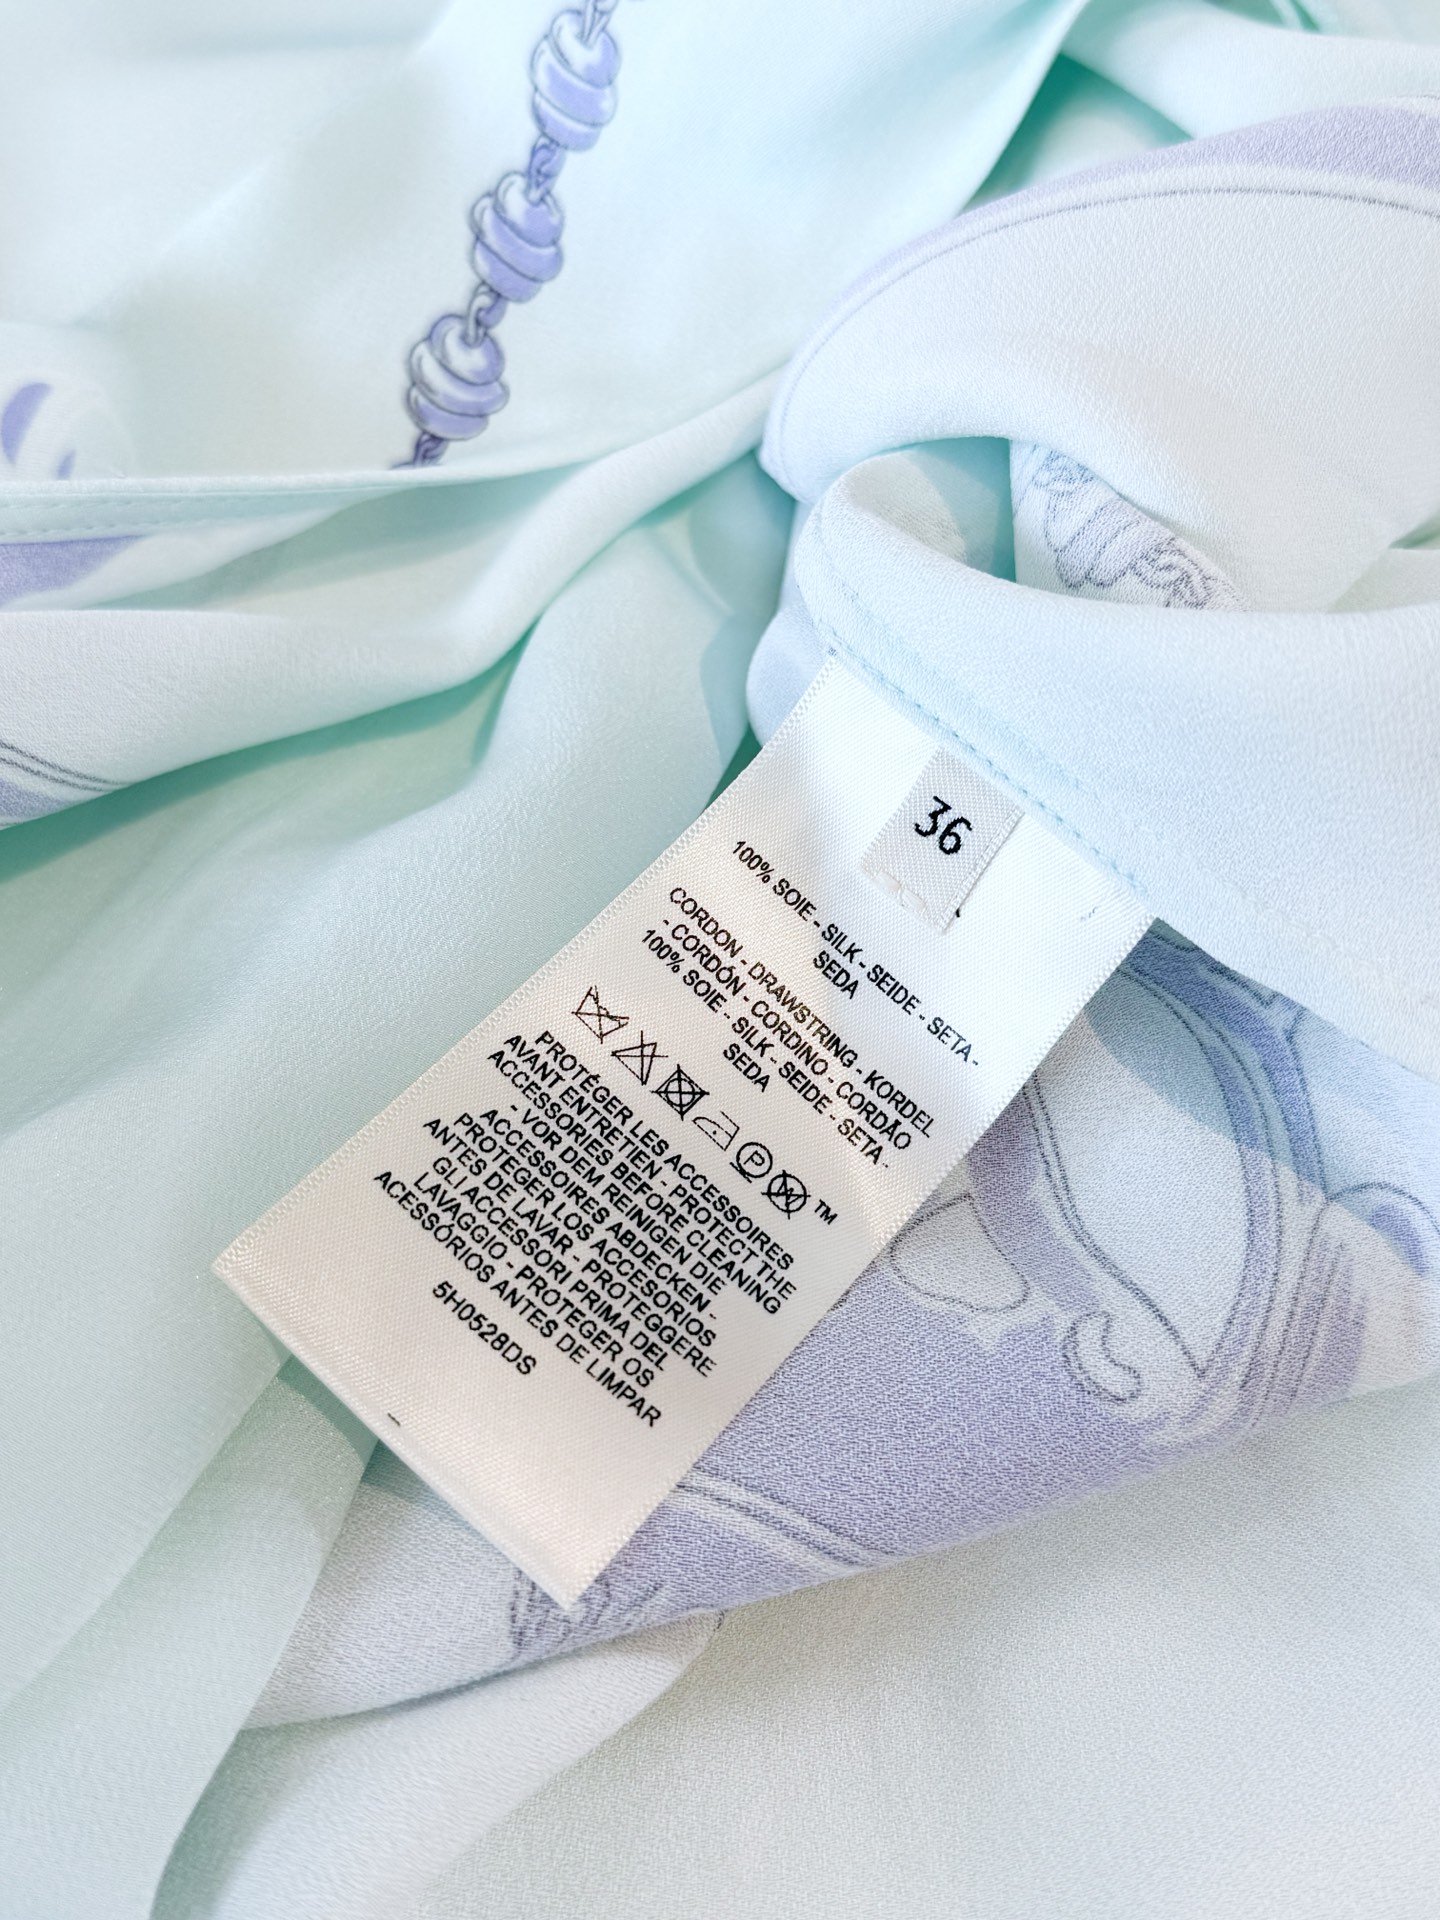 36
100% SOIE - SILK - SEIDE - SETA -
SEDA
CORDON - DRAWSTRING - KORDEL
- CORDÓN - CORDINO - CORDÃO
100% SOIE - SILK - SEIDE - SETA -
SEDA
P W TM
PROTÉGER LES ACCESSOIRES
AVANT ENTRETIEN - PROTECT THE
ACCESSORIES BEFORE CLEANING
- VOR DEM REINIGEN DIE
ACCESSOIRES ABDECKEN -
PROTEGER LOS ACCESORIOS
ANTES DE LAVAR - PROTEGGERE
GLI ACCESSORI PRIMA DEL
LAVAGGIO - PROTEGER OS
ACESSÓRIOS ANTES DE LIMPAR
5H0528DS